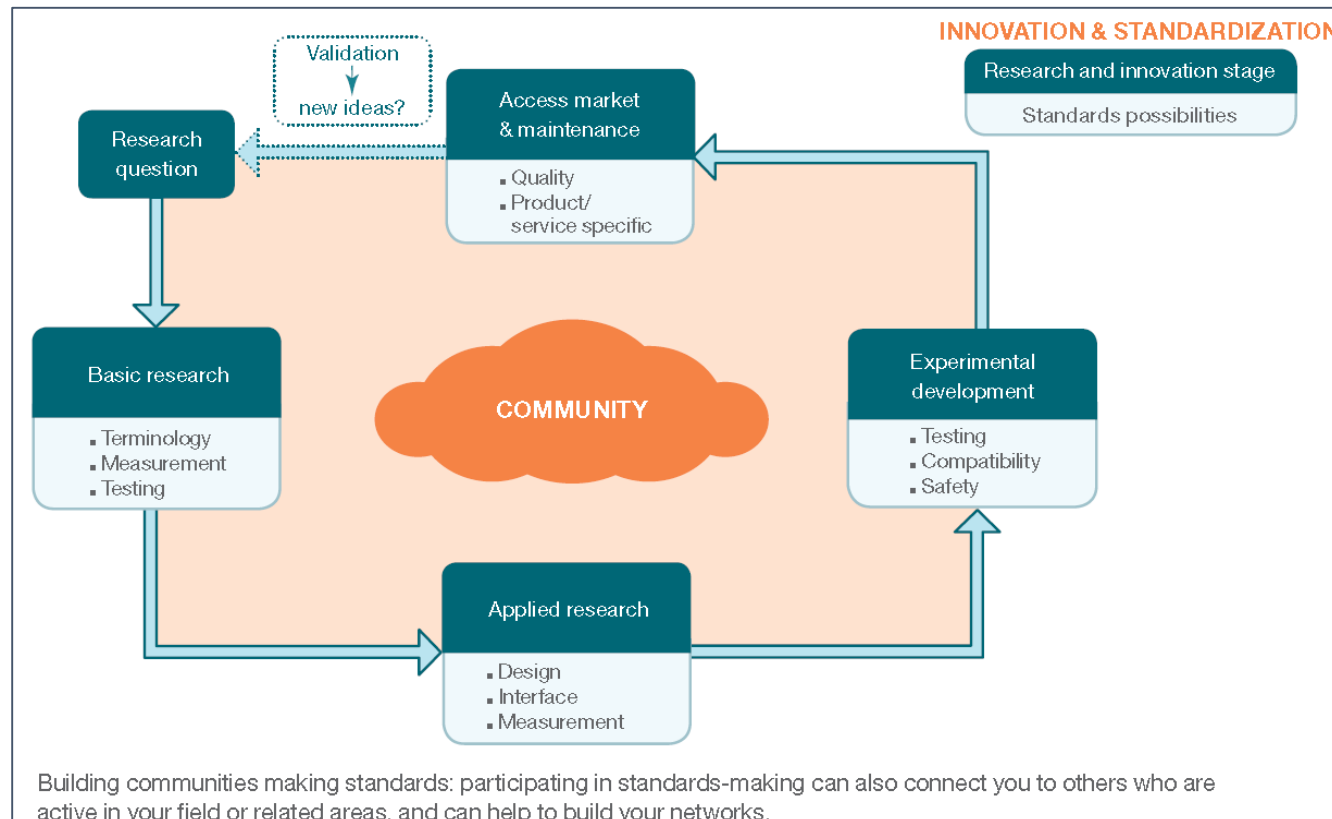 INNOVATION & STANDARDIZATION
Research and innovation stage
Standards possibilities
Validation
new ideas?
Access market
& maintenance
▪ Quality
▪ Product/
service specific
Research
question
Basic research
▪ Terminology
▪ Measurement
▪ Testing
COMMUNITY
Experimental
development
▪ Testing
▪ Compatibility
▪ Safety
Applied research
▪ Design
▪ Interface
▪ Measurement
Building communities making standards: participating in standards-making can also connect you to others who are
active in your field or related areas, and can help to build your networks.